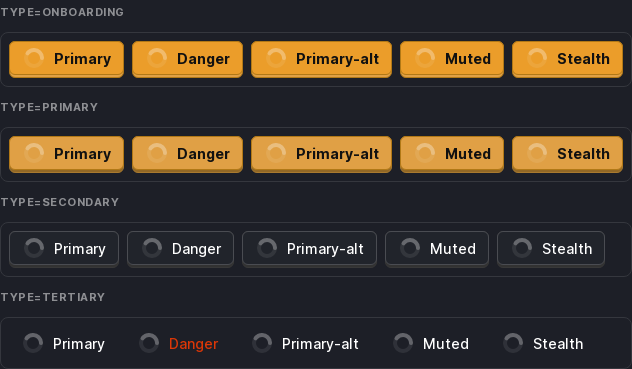 TYPE=ONBOARDING
Primary Danger Primary-alt Muted Stealth
TYPE=PRIMARY
Primary Danger Primary-alt Muted Stealth
TYPE=SECONDARY
Primary Danger Primary-alt Muted Stealth
TYPE=TERTIARY
Primary Danger Primary-alt Muted Stealth